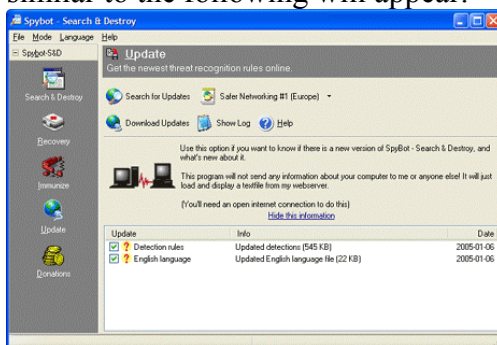 similar to the following will appear:
Spybot - Search & Destroy
File Mode Language Help
Spybot-S&D
Search & Destroy
Recovery
Immunize
Update
Donations
Update
Get the newest threat recognition rules online.
Search for Updates Safer Networking #1 (Europe)
Download Updates Show Log Help
Use this option if you want to know if there is a new version of SpyBot - Search & Destroy, and
what's new about it.
This program will not send any information about your computer to me or anyone else! It will just
load and display a textfile from my webserver.
(You'll need an open internet connection to do this)
Hide this information
Update Info Date
Detection rules Updated detections (545 KB) 2005-01-06
English language Updated English language file (22 KB) 2005-01-06